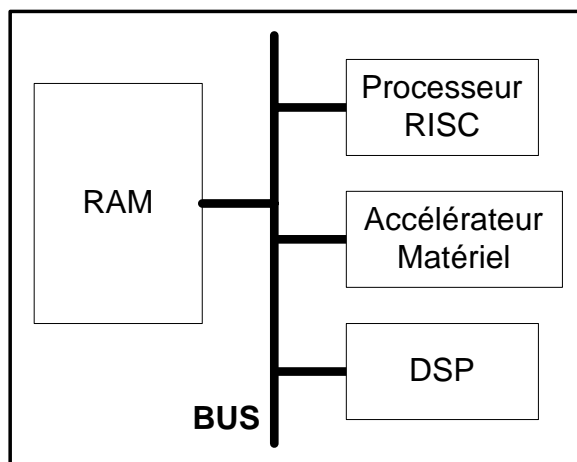 RAM
Processeur
RISC
Accélérateur
Matériel
DSP
BUS